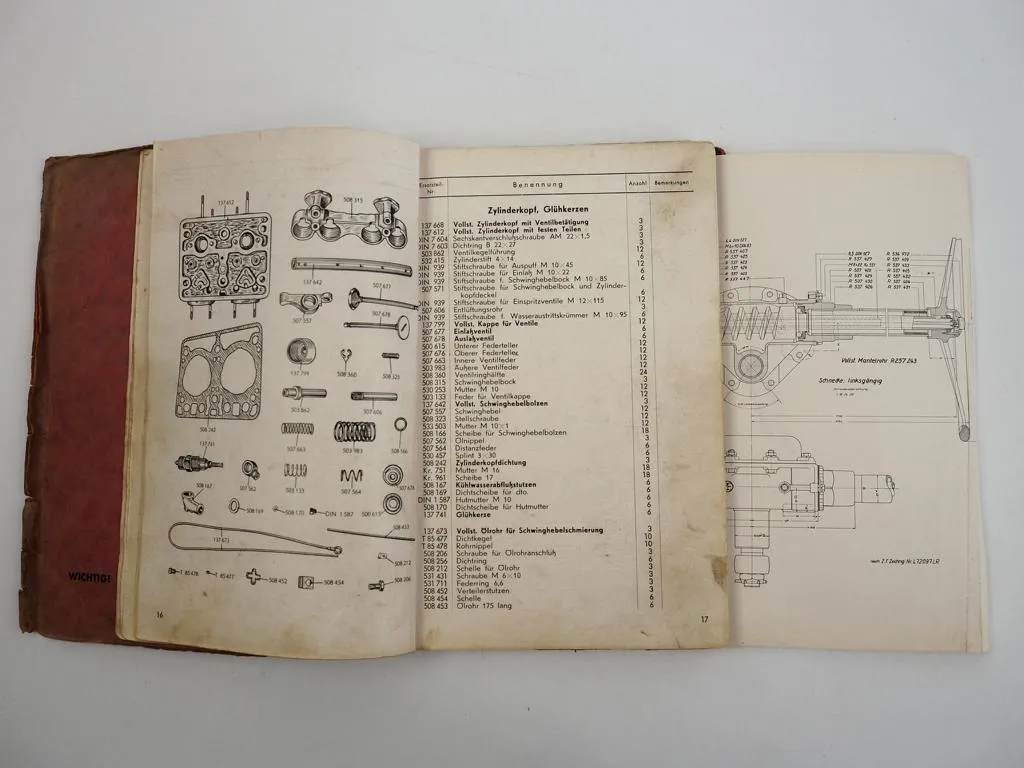 WICHTIGE
137 612
508 315
137 642
507 677
507 557
507 678
137 799
508 360
508 323
503 862
507 606
507 663
503 983
508 166
508 242
137 741
507 562
503 133
507 564
507 676
508 167
508 169
508 170
DIN 1 587
500 615
137 673
508 453
508 212
T 85 478
T 85 477
508 452
508 454
508 206
16
Ersatzteil-Nr. Benennung Anzahl Bemerkungen
Zylinderkopf, Glühkerzen
137 668 Vollst. Zylinderkopf mit Ventilbetätigung 3
137 612 Vollst. Zylinderkopf mit festen Teilen 3
DIN 7 604 Sechskantverschlußschraube AM 22×1,5 3
DIN 7 603 Dichtring B 22×27 3
503 862 Ventilkegelführung 12
532 415 Zylinderstift 4×14 6
DIN 939 Stiftschraube für Auspuff M 10×45 12
DIN 939 Stiftschraube für Einlaß M 10×22 6
DIN 939 Stiftschraube f. Schwinghebelbock M 10×85 6
507 571 Stiftschraube für Schwinghebelbock und Zylinder-
kopfdeckel 6
DIN 939 Stiftschraube für Einspritzventile M 12×115 12
507 606 Entlüftungsrohr 3
DIN 939 Stiftschraube f. Wasseraustrittskrümmer M 10×95 6
137 799 Vollst. Kappe für Ventile 12
507 677 Einlaßventil 6
507 678 Auslaßventil 6
500 615 Unterer Federteller 12
507 676 Oberer Federteller 12
507 663 Innere Ventilfeder 12
503 983 Äußere Ventilfeder 12
508 360 Ventilringhälfte 24
508 315 Schwinghebelbock 3
530 253 Mutter M 10 12
503 133 Feder für Ventilkappe 12
137 642 Vollst. Schwinghebelbolzen 3
507 557 Schwinghebel 12
508 323 Stellschraube 12
533 503 Mutter M 10×1 12
508 166 Scheibe für Schwinghebelbolzen 18
507 562 Ölnippel 3
507 564 Distanzfeder 6
530 457 Splint 3×30 6
508 242 Zylinderkopfdichtung 3
Kr. 751 Mutter M 16 18
Kr. 961 Scheibe 17 18
508 167 Kühlwasserabflußstutzen 6
508 169 Dichtscheibe für dto. 6
DIN 1 587 Hutmutter M 10 6
508 170 Dichtscheibe für Hutmutter 6
137 741 Glühkerze 6
137 673 Vollst. Ölrohr für Schwinghebelschmierung 3
T 85 477 Dichtkegel 10
T 85 478 Rohrnippel 10
508 206 Schraube für Ölrohranschluß 3
508 256 Dichtring 6
508 212 Schelle für Ölrohr 3
531 431 Schraube M 6×10 3
531 711 Federring 6,6 3
508 452 Verteilerstutzen 6
508 454 Schelle 6
508 453 Ölrohr 175 lang 6
17
Vollst. Mantelrohr RZ57 243
Schnecke: linksgängig